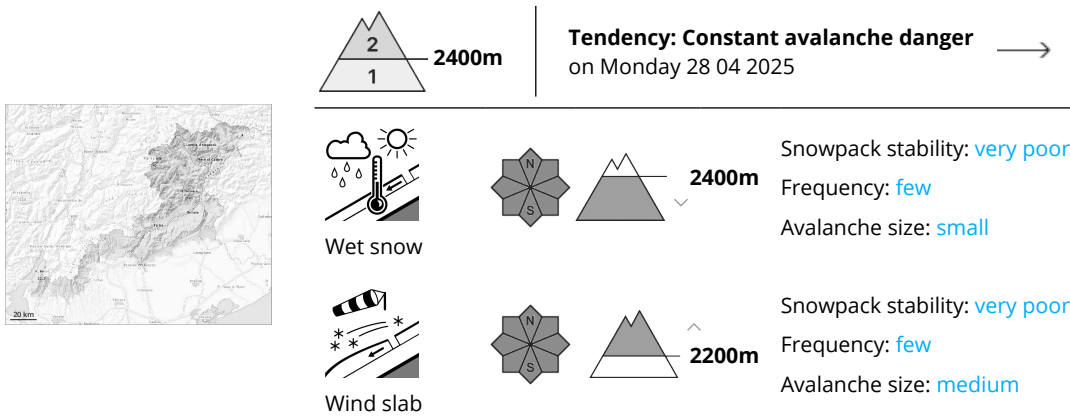 2
1
2400m
Tendency: Constant avalanche danger
on Monday 28 04 2025
20 km
Wet snow
N
S
2400m
Snowpack stability: very poor
Frequency: few
Avalanche size: small
Wind slab
N
S
2200m
Snowpack stability: very poor
Frequency: few
Avalanche size: medium